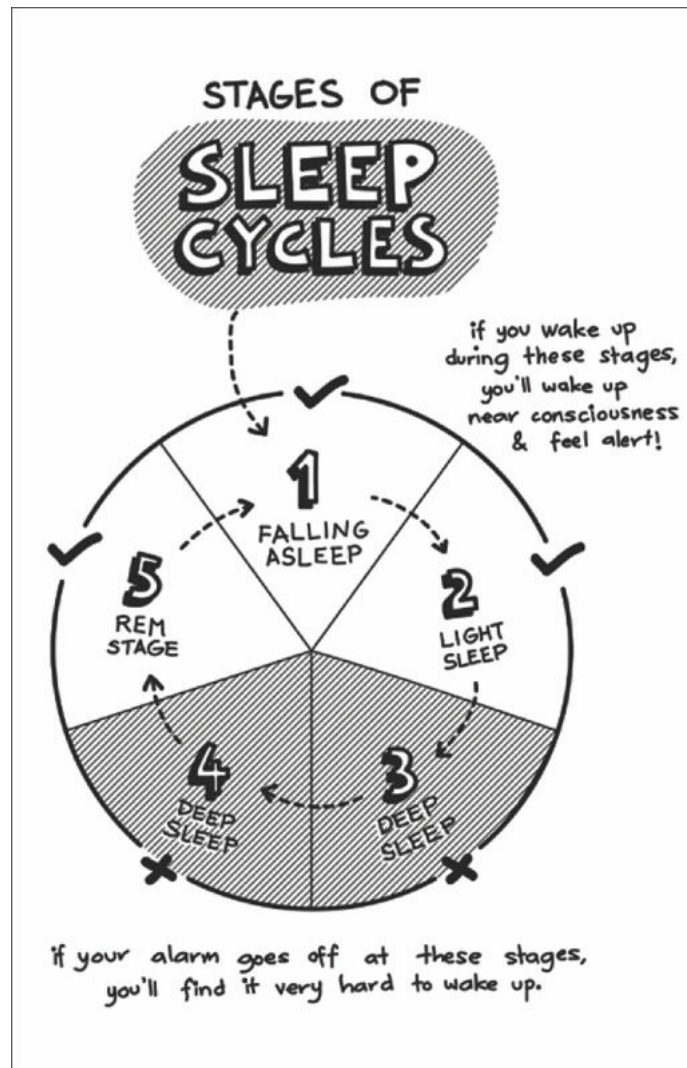 STAGES OF
SLEEP
CYCLES
if you wake up
during these stages,
you'll wake up
near consciousness
& feel alert!
1
FALLING
ASLEEP
2
LIGHT
SLEEP
3
DEEP
SLEEP
4
DEEP
SLEEP
5
REM
STAGE
if your alarm goes off at these stages,
you'll find it very hard to wake up.